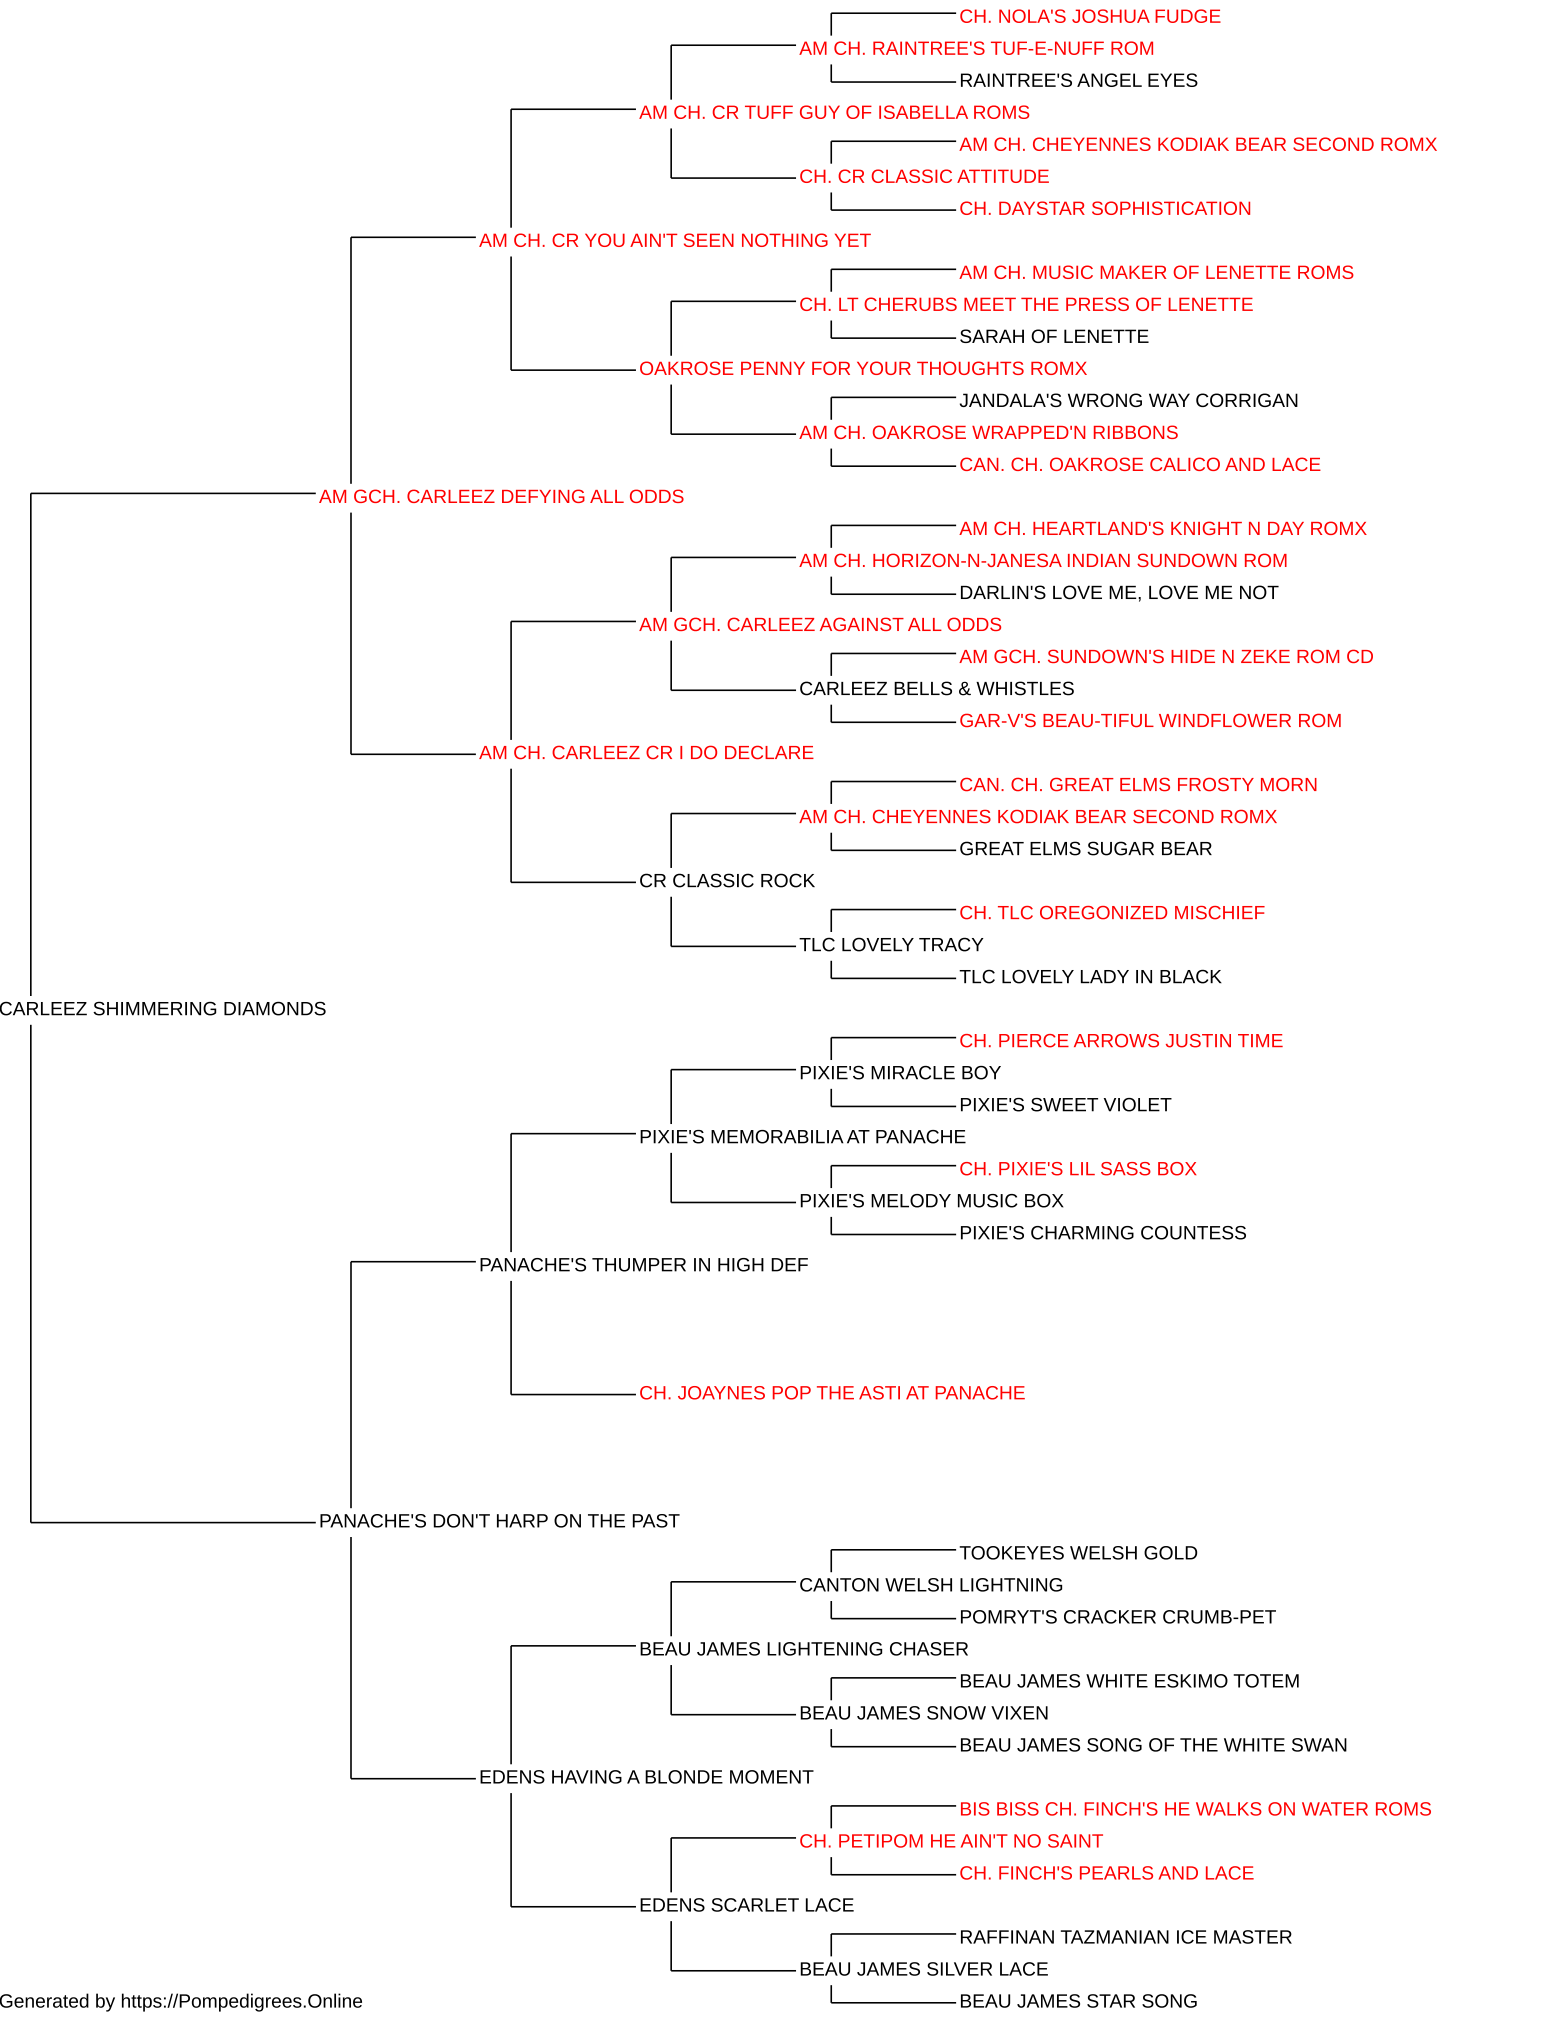 CH. NOLA'S JOSHUA FUDGE
AM CH. RAINTREE'S TUF-E-NUFF ROM
RAINTREE'S ANGEL EYES
AM CH. CR TUFF GUY OF ISABELLA ROMS
AM CH. CHEYENNES KODIAK BEAR SECOND ROMX
CH. CR CLASSIC ATTITUDE
CH. DAYSTAR SOPHISTICATION
AM CH. CR YOU AIN'T SEEN NOTHING YET
AM CH. MUSIC MAKER OF LENETTE ROMS
CH. LT CHERUBS MEET THE PRESS OF LENETTE
SARAH OF LENETTE
OAKROSE PENNY FOR YOUR THOUGHTS ROMX
JANDALA'S WRONG WAY CORRIGAN
AM CH. OAKROSE WRAPPED'N RIBBONS
CAN. CH. OAKROSE CALICO AND LACE
AM GCH. CARLEEZ DEFYING ALL ODDS
AM CH. HEARTLAND'S KNIGHT N DAY ROMX
AM CH. HORIZON-N-JANESA INDIAN SUNDOWN ROM
DARLIN'S LOVE ME, LOVE ME NOT
AM GCH. CARLEEZ AGAINST ALL ODDS
AM GCH. SUNDOWN'S HIDE N ZEKE ROM CD
CARLEEZ BELLS & WHISTLES
GAR-V'S BEAU-TIFUL WINDFLOWER ROM
AM CH. CARLEEZ CR I DO DECLARE
CAN. CH. GREAT ELMS FROSTY MORN
AM CH. CHEYENNES KODIAK BEAR SECOND ROMX
GREAT ELMS SUGAR BEAR
CR CLASSIC ROCK
CH. TLC OREGONIZED MISCHIEF
TLC LOVELY TRACY
TLC LOVELY LADY IN BLACK
CARLEEZ SHIMMERING DIAMONDS
CH. PIERCE ARROWS JUSTIN TIME
PIXIE'S MIRACLE BOY
PIXIE'S SWEET VIOLET
PIXIE'S MEMORABILIA AT PANACHE
CH. PIXIE'S LIL SASS BOX
PIXIE'S MELODY MUSIC BOX
PIXIE'S CHARMING COUNTESS
PANACHE'S THUMPER IN HIGH DEF
CH. JOAYNES POP THE ASTI AT PANACHE
PANACHE'S DON'T HARP ON THE PAST
TOOKEYES WELSH GOLD
CANTON WELSH LIGHTNING
POMRYT'S CRACKER CRUMB-PET
BEAU JAMES LIGHTENING CHASER
BEAU JAMES WHITE ESKIMO TOTEM
BEAU JAMES SNOW VIXEN
BEAU JAMES SONG OF THE WHITE SWAN
EDENS HAVING A BLONDE MOMENT
BIS BISS CH. FINCH'S HE WALKS ON WATER ROMS
CH. PETIPOM HE AIN'T NO SAINT
CH. FINCH'S PEARLS AND LACE
EDENS SCARLET LACE
RAFFINAN TAZMANIAN ICE MASTER
BEAU JAMES SILVER LACE
BEAU JAMES STAR SONG
Generated by https://Pompedigrees.Online